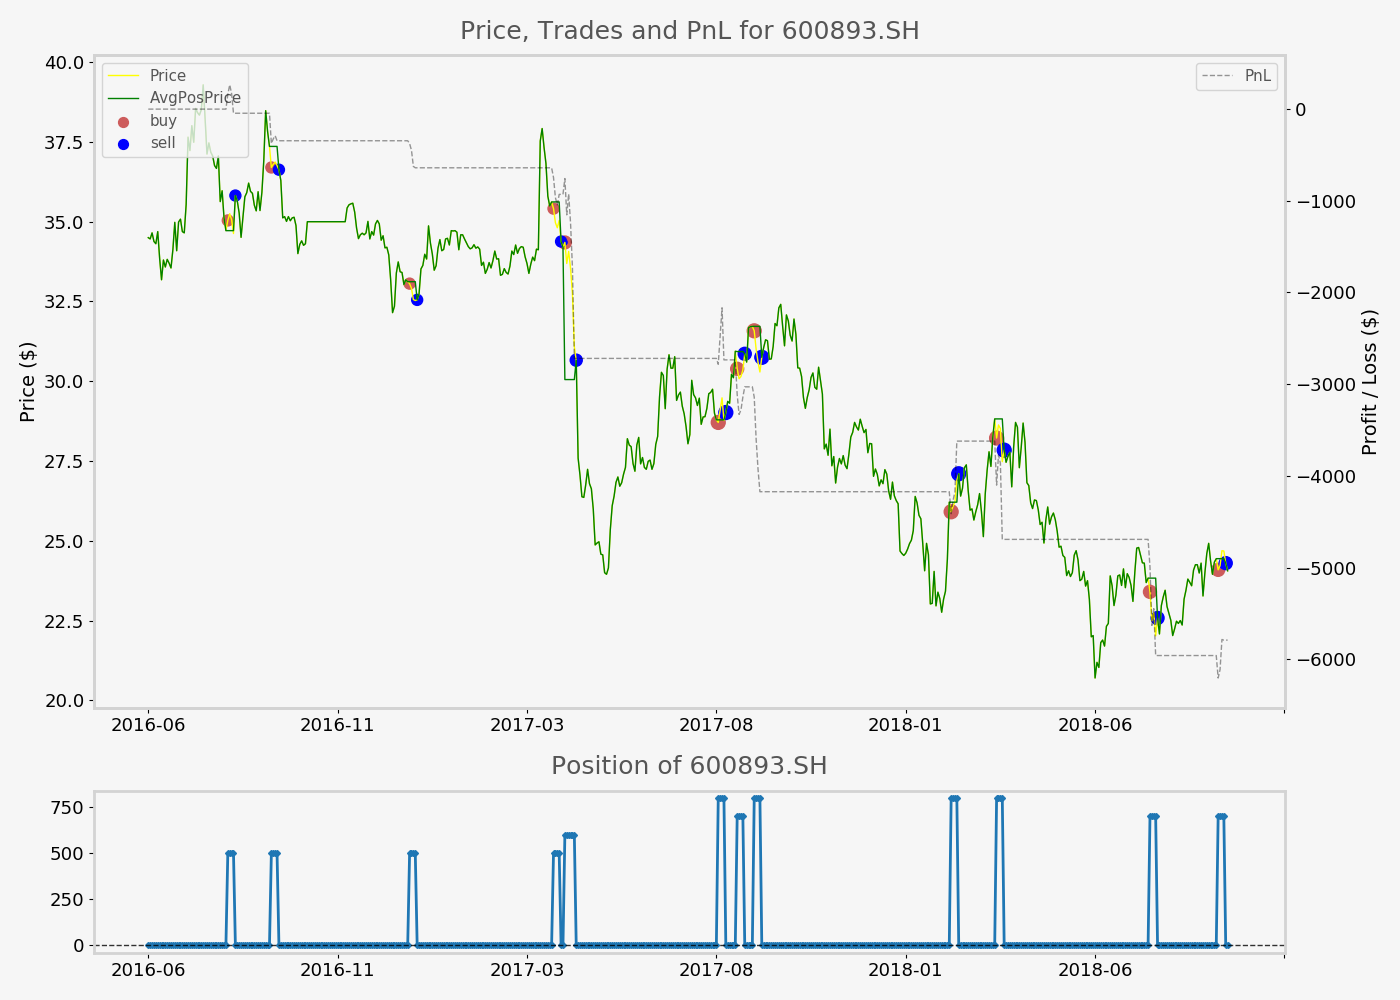 Price, Trades and PnL for 600893.SH
Price
AvgPosPrice
buy
sell
PnL
Price ($)
40.0
37.5
35.0
32.5
30.0
27.5
25.0
22.5
20.0
Profit / Loss ($)
0
−1000
−2000
−3000
−4000
−5000
−6000
2016-06 2016-11 2017-03 2017-08 2018-01 2018-06
Position of 600893.SH
750
500
250
0
2016-06 2016-11 2017-03 2017-08 2018-01 2018-06